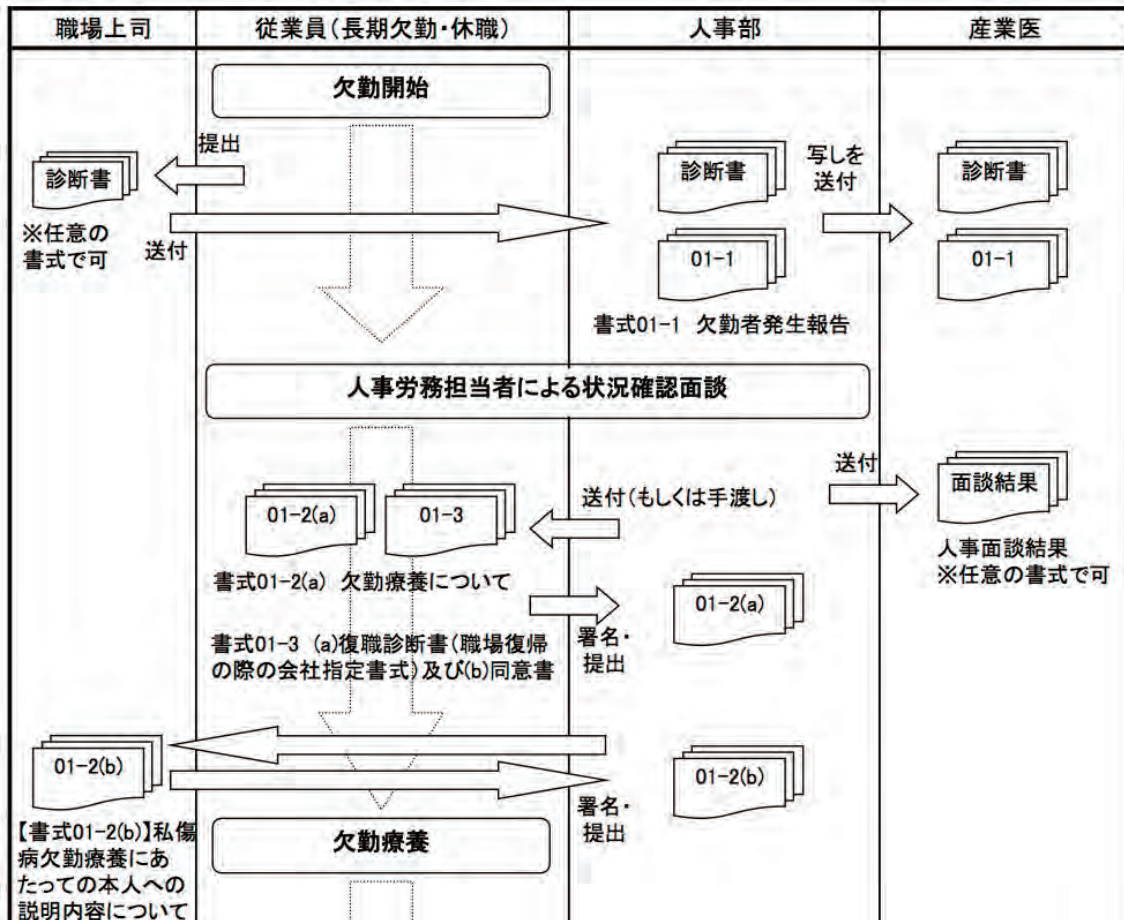 職場上司
従業員(長期欠勤・休職)
人事部
産業医
欠勤開始
提出
診断書
※任意の
書式で可
送付
診断書
写しを
送付
診断書
01-1
01-1
書式01-1 欠勤者発生報告
人事労務担当者による状況確認面談
送付
面談結果
送付(もしくは手渡し)
01-2(a)
01-3
人事面談結果
※任意の書式で可
書式01-2(a) 欠勤療養について
01-2(a)
署名・
提出
書式01-3 (a)復職診断書(職場復帰
の際の会社指定書式)及び(b)同意書
01-2(b)
01-2(b)
署名・
提出
【書式01-2(b)】私傷
病欠勤療養にあ
たっての本人への
説明内容について
欠勤療養